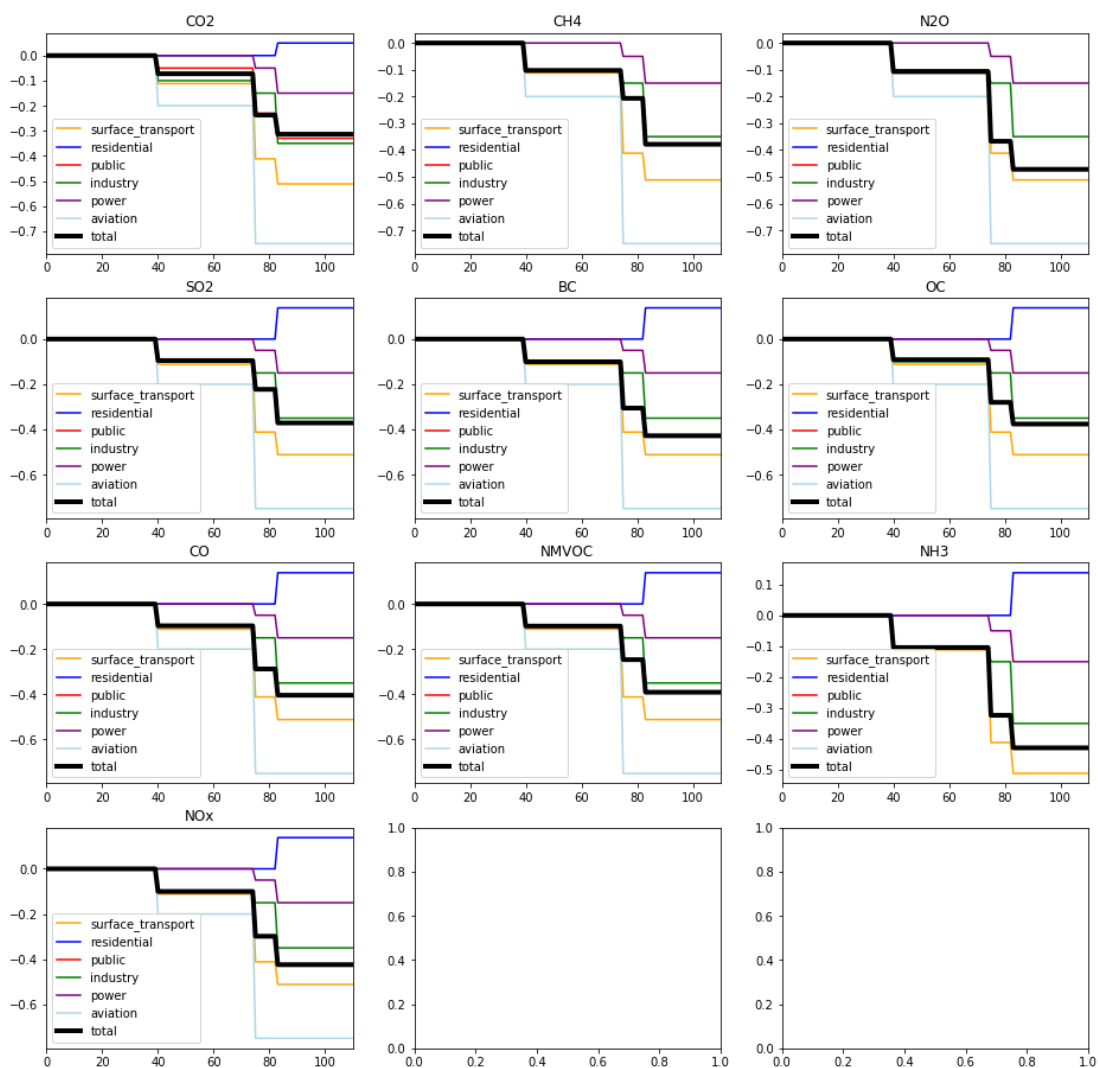 CO2
CH4
N2O
0.0
−0.1
−0.2
−0.3
−0.4
−0.5
−0.6
−0.7
surface_transport
residential
public
industry
power
aviation
total
0 20 40 60 80 100
0.0
−0.1
−0.2
−0.3
−0.4
−0.5
−0.6
−0.7
surface_transport
residential
public
industry
power
aviation
total
0 20 40 60 80 100
0.0
−0.1
−0.2
−0.3
−0.4
−0.5
−0.6
−0.7
surface_transport
residential
public
industry
power
aviation
total
0 20 40 60 80 100
SO2
BC
OC
0.0
−0.2
−0.4
−0.6
surface_transport
residential
public
industry
power
aviation
total
0 20 40 60 80 100
0.0
−0.2
−0.4
−0.6
surface_transport
residential
public
industry
power
aviation
total
0 20 40 60 80 100
0.0
−0.2
−0.4
−0.6
surface_transport
residential
public
industry
power
aviation
total
0 20 40 60 80 100
CO
NMVOC
NH3
0.0
−0.2
−0.4
−0.6
surface_transport
residential
public
industry
power
aviation
total
0 20 40 60 80 100
0.0
−0.2
−0.4
−0.6
surface_transport
residential
public
industry
power
aviation
total
0 20 40 60 80 100
0.1
0.0
−0.1
−0.2
−0.3
−0.4
−0.5
surface_transport
residential
public
industry
power
aviation
total
0 20 40 60 80 100
NOx
0.0
−0.2
−0.4
−0.6
surface_transport
residential
public
industry
power
aviation
total
0 20 40 60 80 100
1.0
0.8
0.6
0.4
0.2
0.0
0.0 0.2 0.4 0.6 0.8 1.0
1.0
0.8
0.6
0.4
0.2
0.0
0.0 0.2 0.4 0.6 0.8 1.0